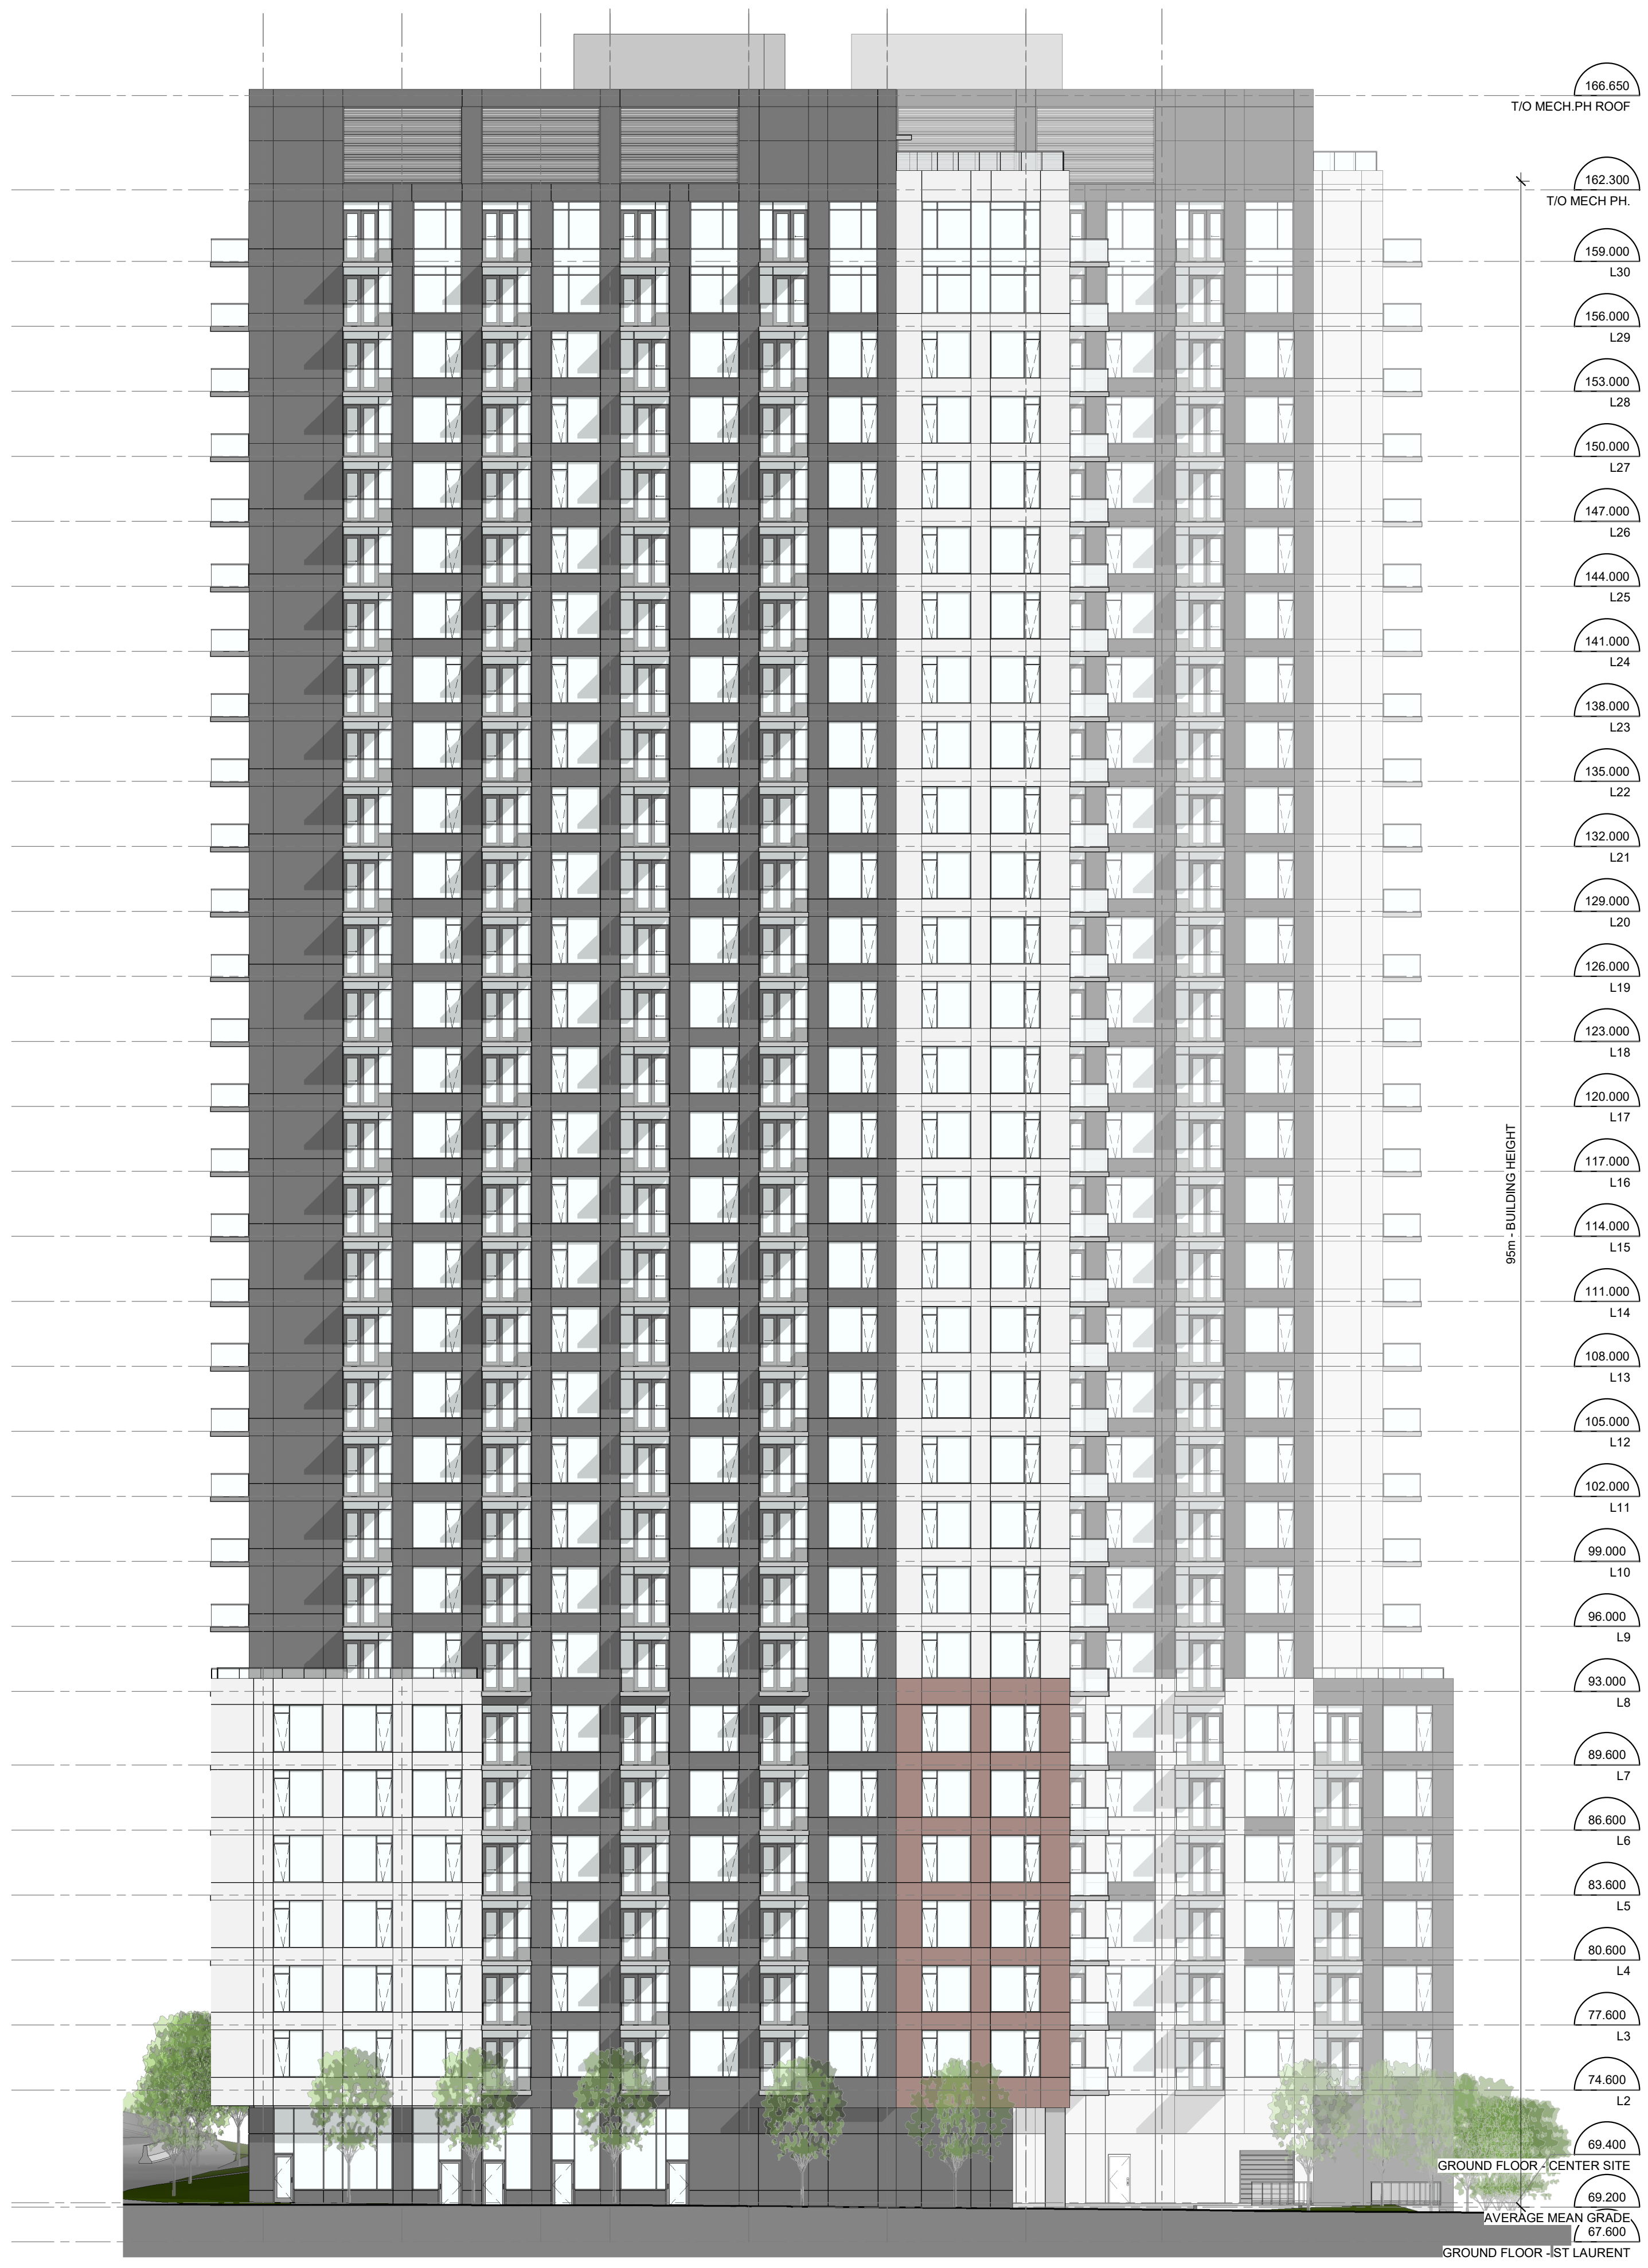 166.650
T/O MECH.PH ROOF
162.300
T/O MECH PH.
159.000
L30
156.000
L29
153.000
L28
150.000
L27
147.000
L26
144.000
L25
141.000
L24
138.000
L23
135.000
L22
132.000
L21
129.000
L20
126.000
L19
123.000
L18
120.000
L17
117.000
L16
95m - BUILDING HEIGHT
114.000
L15
111.000
L14
108.000
L13
105.000
L12
102.000
L11
99.000
L10
96.000
L9
93.000
L8
89.600
L7
86.600
L6
83.600
L5
80.600
L4
77.600
L3
74.600
L2
69.400
GROUND FLOOR - CENTER SITE
69.200
AVERAGE MEAN GRADE
67.600
GROUND FLOOR - ST LAURENT